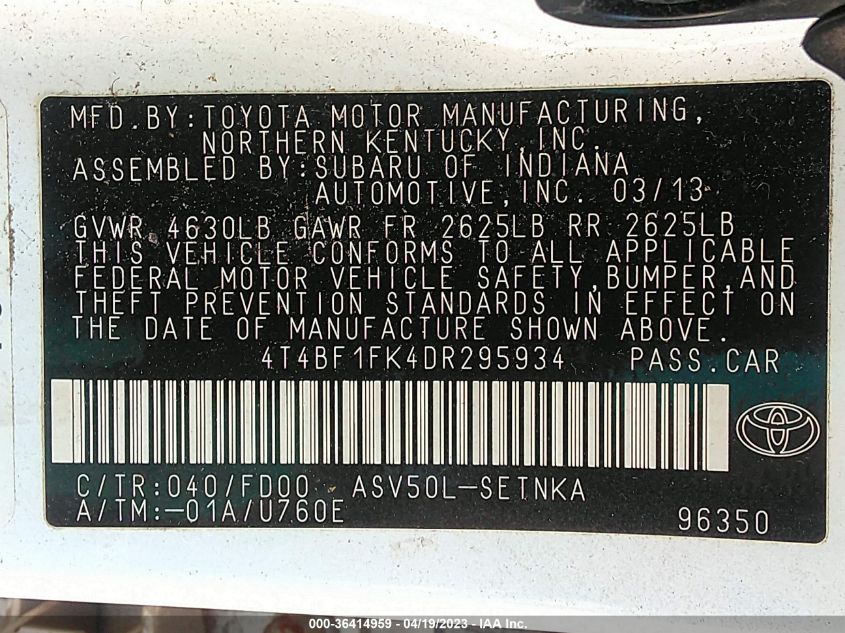 MFD.BY:TOYOTA MOTOR MANUFACTURING,
NORTHERN KENTUCKY,INC.
ASSEMBLED BY:SUBARU OF INDIANA
AUTOMOTIVE,INC. 03/13
GVWR 4630LB GAWR FR 2625LB RR 2625LB
THIS VEHICLE CONFORMS TO ALL APPLICABLE
FEDERAL MOTOR VEHICLE SAFETY,BUMPER,AND
THEFT PREVENTION STANDARDS IN EFFECT ON
THE DATE OF MANUFACTURE SHOWN ABOVE.
4T4BF1FK4DR295934 PASS.CAR
C/TR:040/FD00 ASV50L-SETNKA
A/TM:-01A/U760E 96350
000-36414959 - 04/19/2023 - IAA Inc.